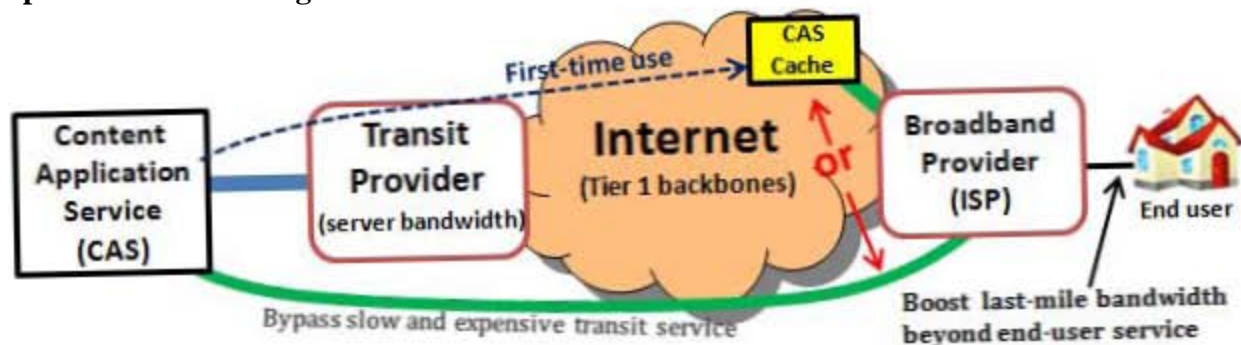 CAS
Cache
First-time use
Content
Application
Service
(CAS)
Transit
Provider
(server bandwidth)
Internet
(Tier 1 backbones)
or
Broadband
Provider
(ISP)
End user
Bypass slow and expensive transit service
Boost last-mile bandwidth
beyond end-user service